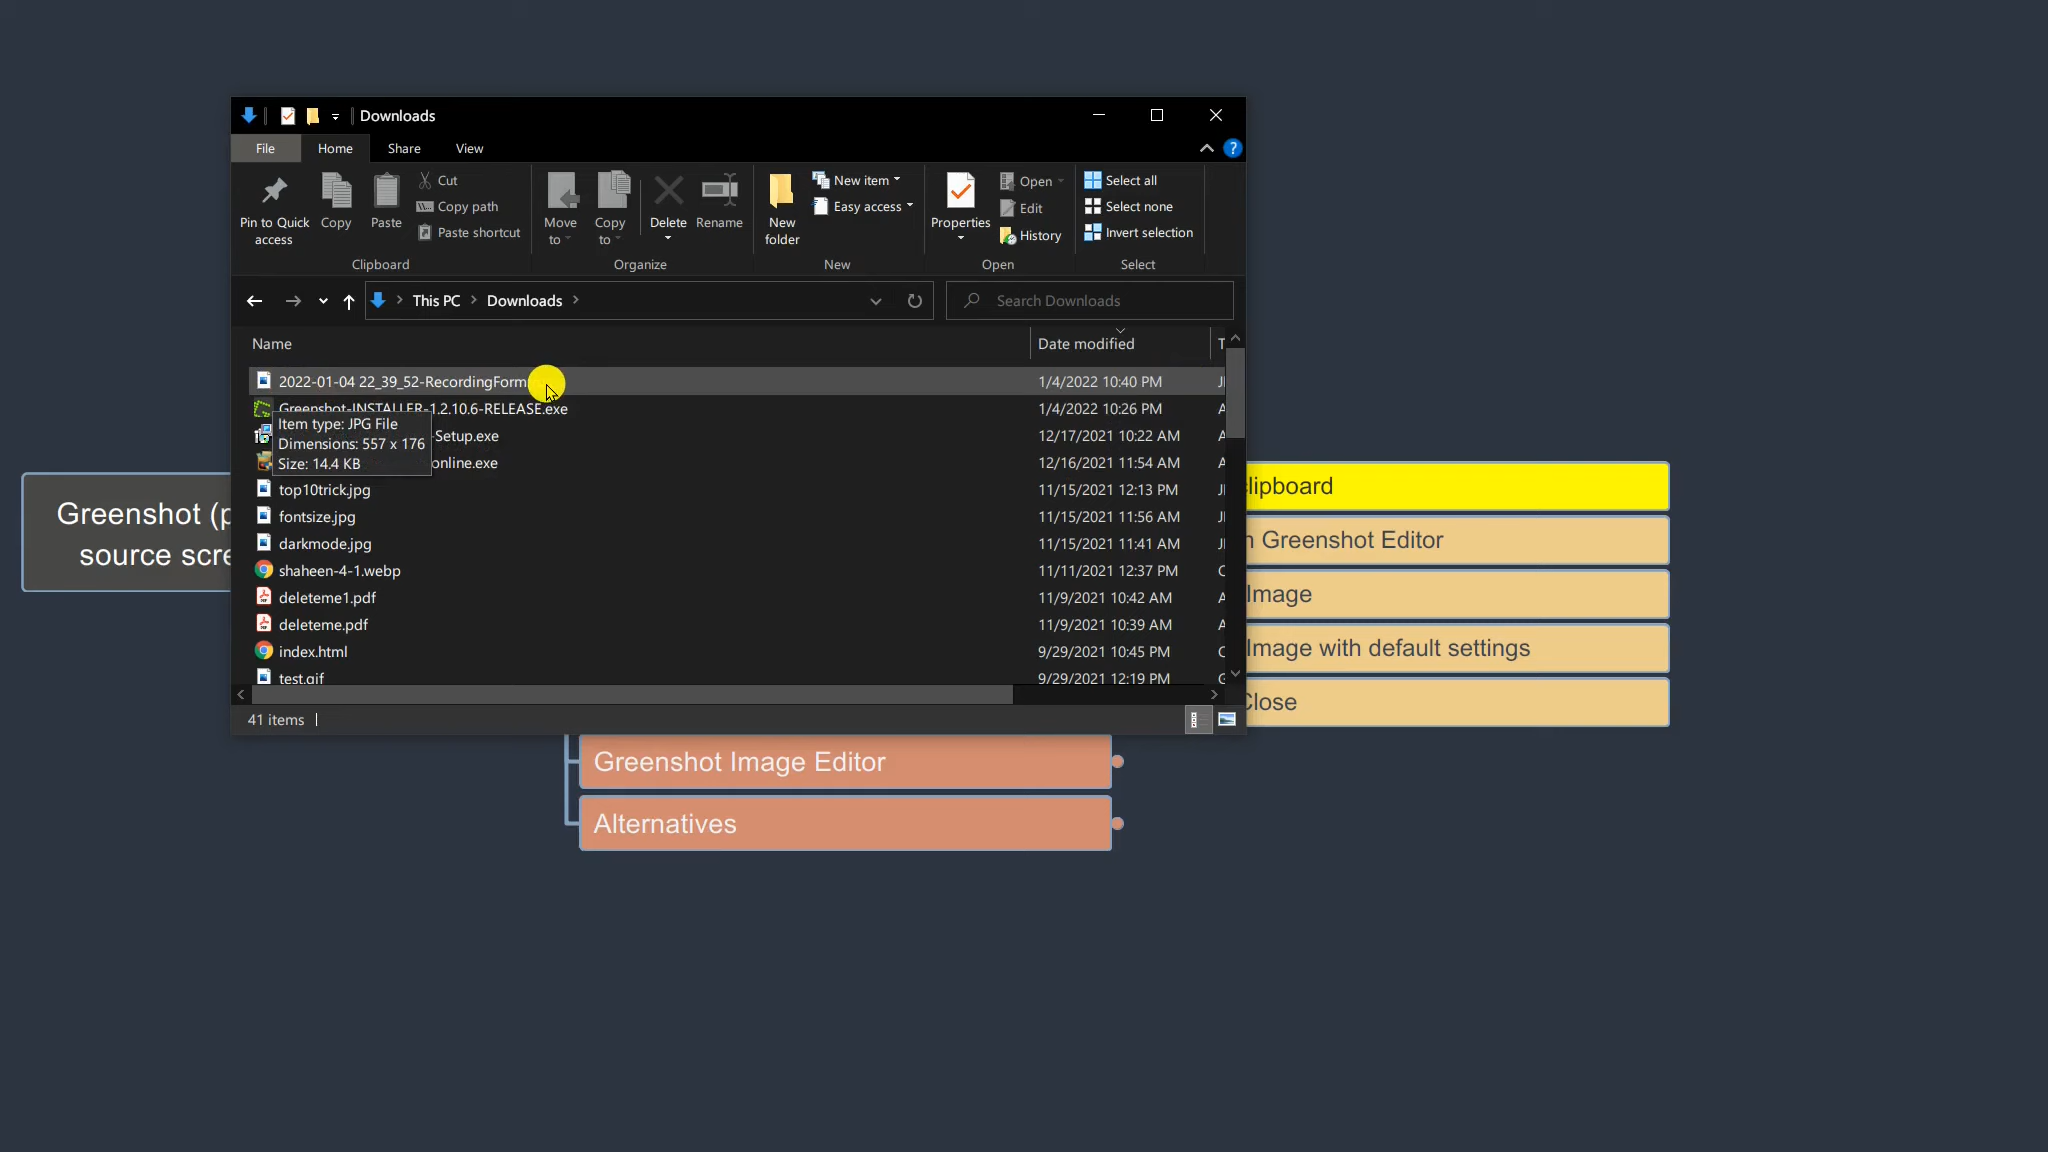 Downloads
File Home Share View
?
Pin to Quick access
Copy
Paste
Cut
Copy path
Paste shortcut
Clipboard
Move to
Copy to
Delete
Rename
Organize
New folder
New item
Easy access
New
Properties
Open
Edit
History
Open
Select all
Select none
Invert selection
Select
This PC > Downloads >
Search Downloads
Name Date modified T
2022-01-04 22_39_52-RecordingForm 1/4/2022 10:40 PM
Greenshot-INSTALLER-1.2.10.6-RELEASE.exe 1/4/2022 10:26 PM A
Item type: JPG File
Dimensions: 557 x 176
Size: 14.4 KB
-Setup.exe 12/17/2021 10:22 AM A
online.exe 12/16/2021 11:54 AM A
top10trick.jpg 11/15/2021 12:13 PM
fontsize.jpg 11/15/2021 11:56 AM
darkmode.jpg 11/15/2021 11:41 AM
shaheen-4-1.webp 11/11/2021 12:37 PM C
deleteme1.pdf 11/9/2021 10:42 AM A
deleteme.pdf 11/9/2021 10:39 AM A
index.html 9/29/2021 10:45 PM C
test.gif 9/29/2021 12:19 PM G
41 items
Greenshot (
source scre
lipboard
n Greenshot Editor
Image
Image with default settings
Close
Greenshot Image Editor
Alternatives